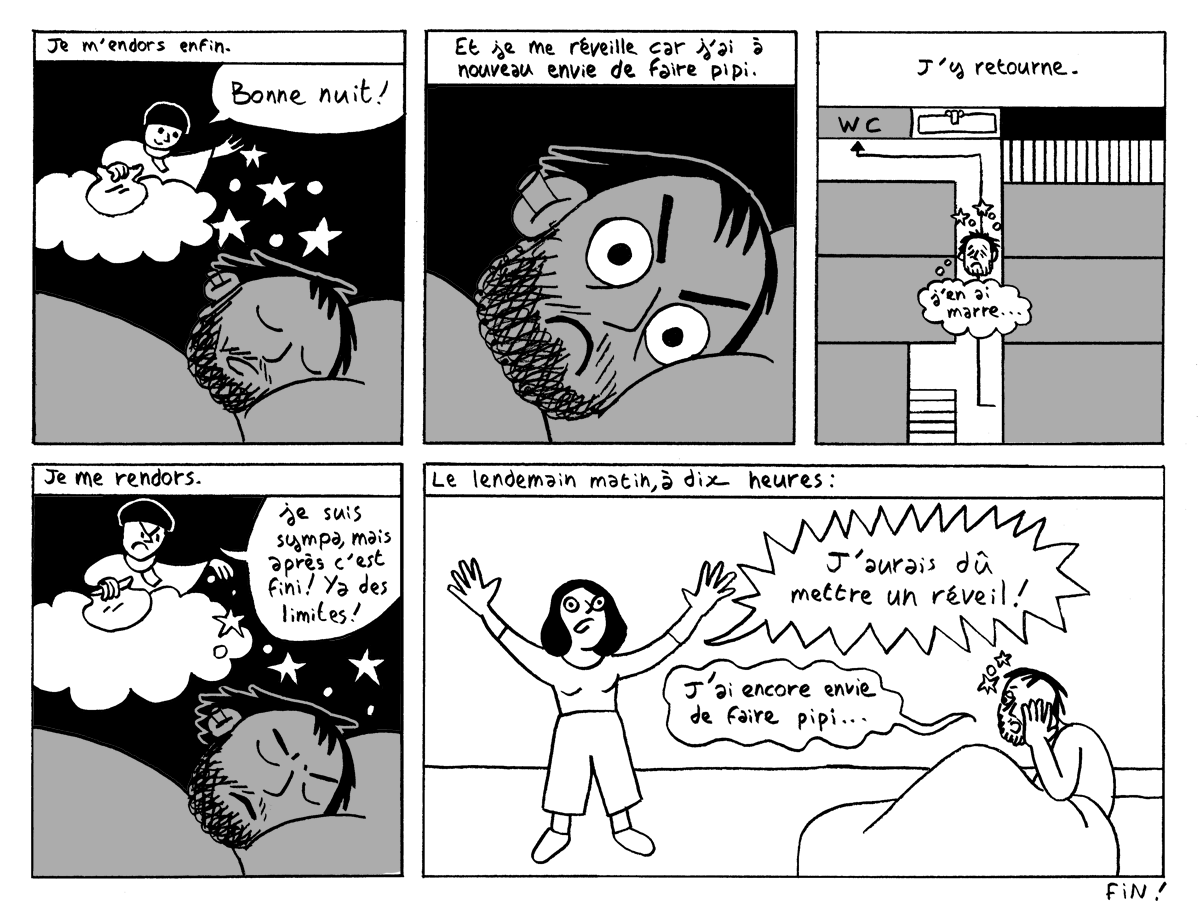 Je m'endors enfin.
Bonne nuit!
Et je me réveille car j'ai à
nouveau envie de faire pipi.
J'y retourne.
WC
j'en ai
marre...
Je me rendors.
je suis
sympa, mais
après c'est
fini! Ya des
limites!
Le lendemain matin, à dix heures:
J'aurais dû
mettre un réveil!
J'ai encore envie
de faire pipi...
FiN!